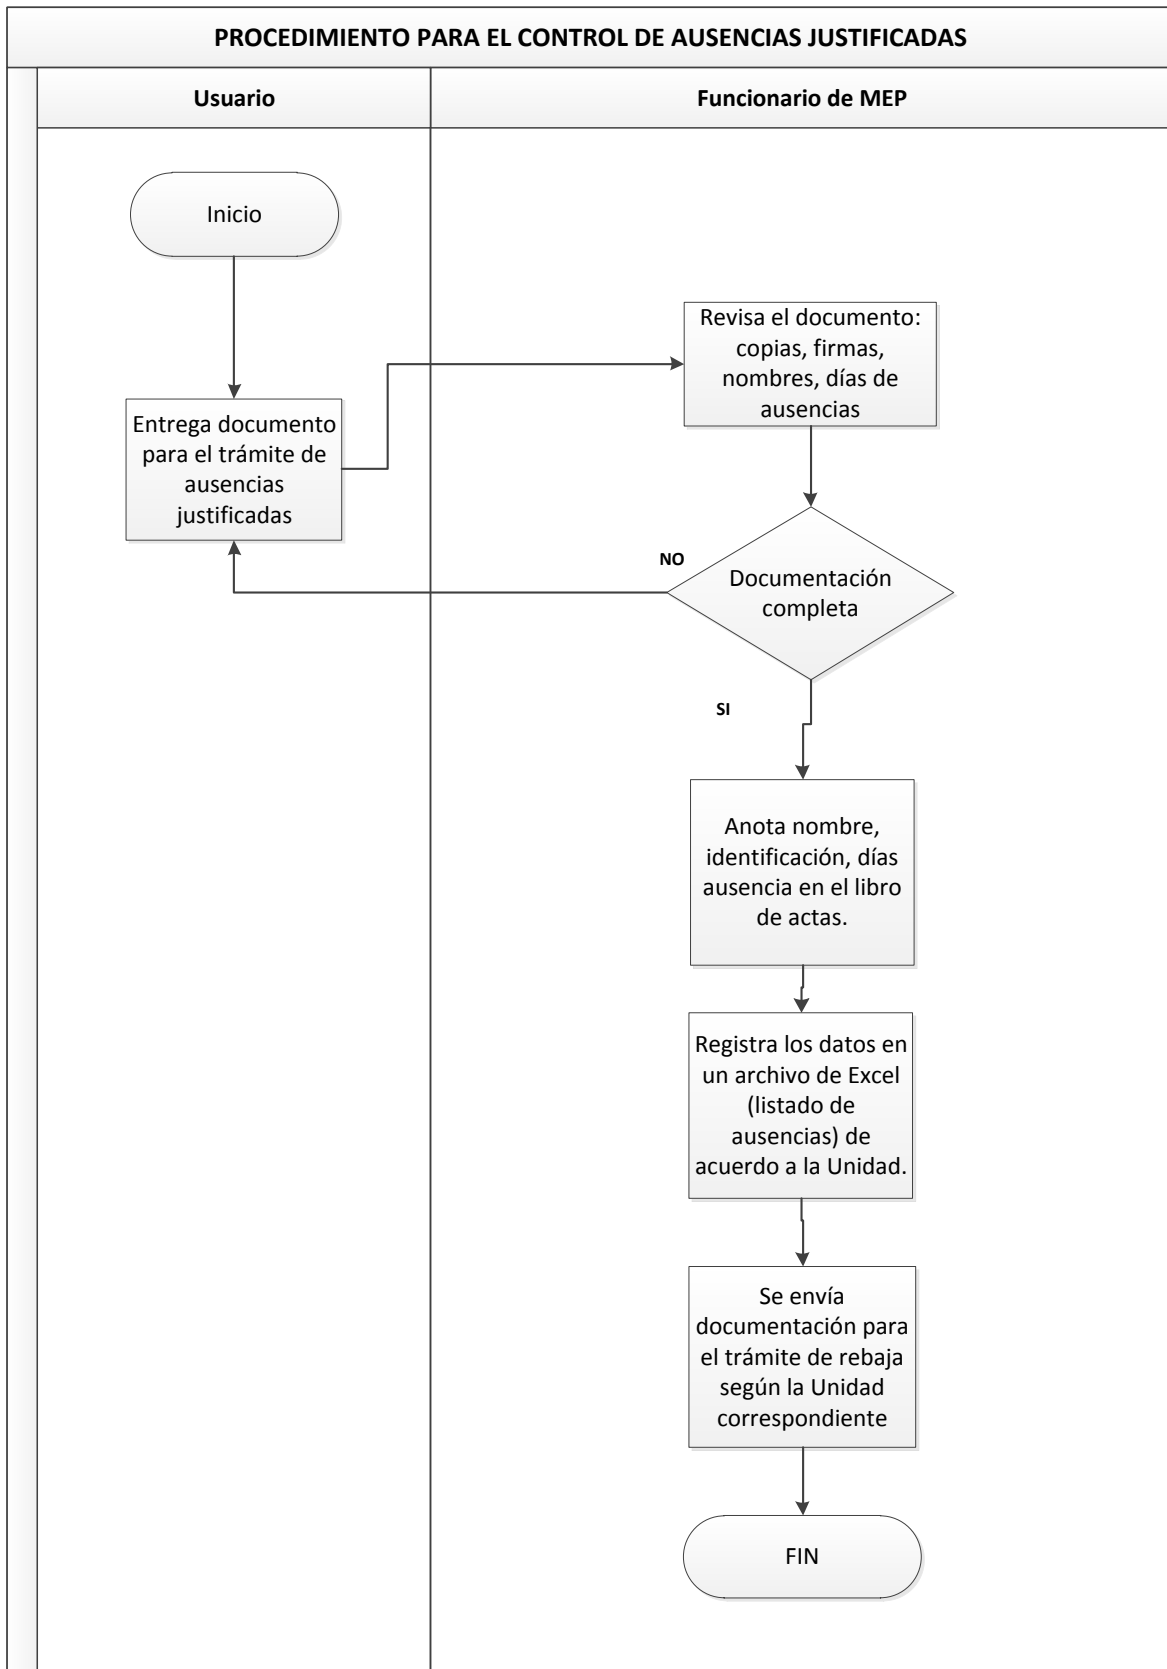 PROCEDIMIENTO PARA EL CONTROL DE AUSENCIAS JUSTIFICADAS
Usuario
Funcionario de MEP
Inicio
Revisa el documento:
copias, firmas,
nombres, días de
ausencias
Entrega documento
para el trámite de
ausencias
justificadas
NO
Documentación
completa
SI
Anota nombre,
identificación, días
ausencia en el libro
de actas.
Registra los datos en
un archivo de Excel
(listado de
ausencias) de
acuerdo a la Unidad.
Se envía
documentación para
el trámite de rebaja
según la Unidad
correspondiente
FIN